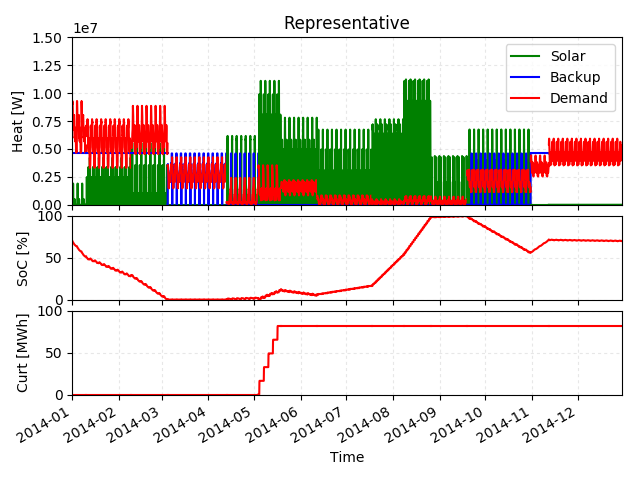 Representative
1e7
Heat [W]
1.50
1.25
1.00
0.75
0.50
0.25
0.00
Solar
Backup
Demand
SoC [%]
100
50
0
Curt [MWh]
100
50
0
2014-01
2014-02
2014-03
2014-04
2014-05
2014-06
2014-07
2014-08
2014-09
2014-10
2014-11
2014-12
Time